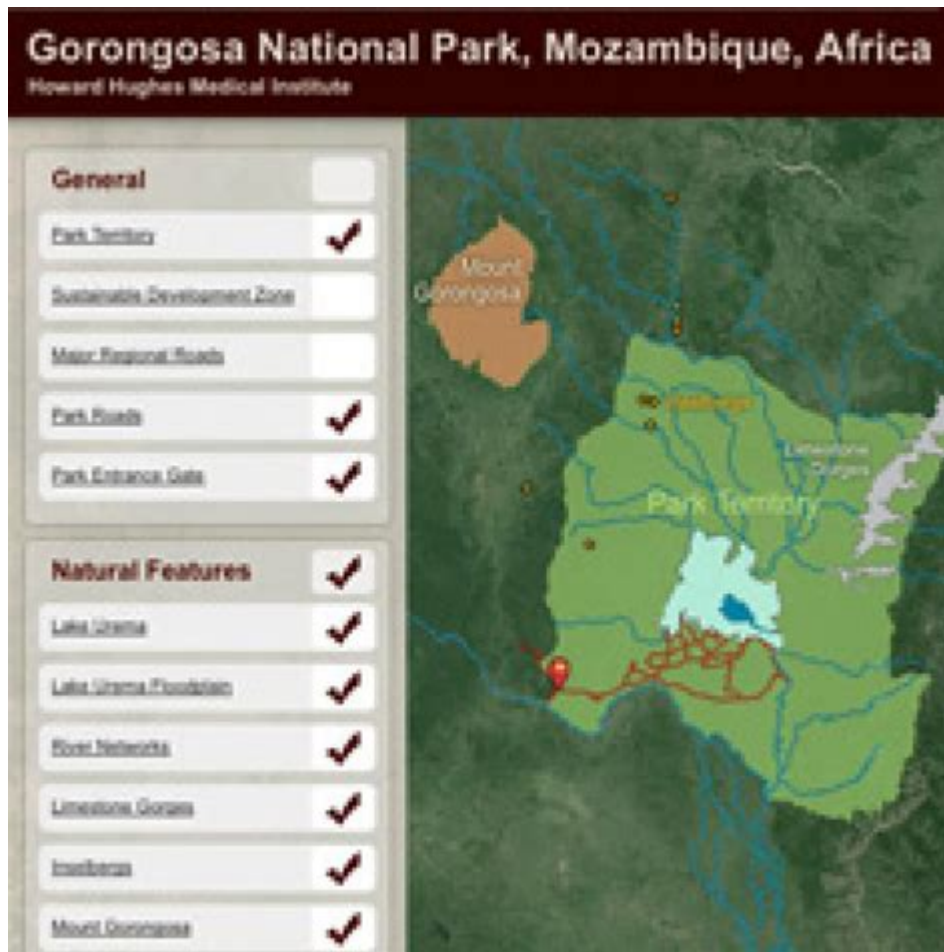 Gorongosa National Park, Mozambique, Africa
Howard Hughes Medical Institute
General
Park Territory
Sustainable Development Zone
Major Regional Roads
Park Roads
Park Entrance Gate
Natural Features
Lake Urema
Lake Urema Floodplain
River Networks
Limestone Gorges
Inselbergs
Mount Gorongosa
Mount
Gorongosa
Inselbergs
Limestone
Gorges
Park Territory